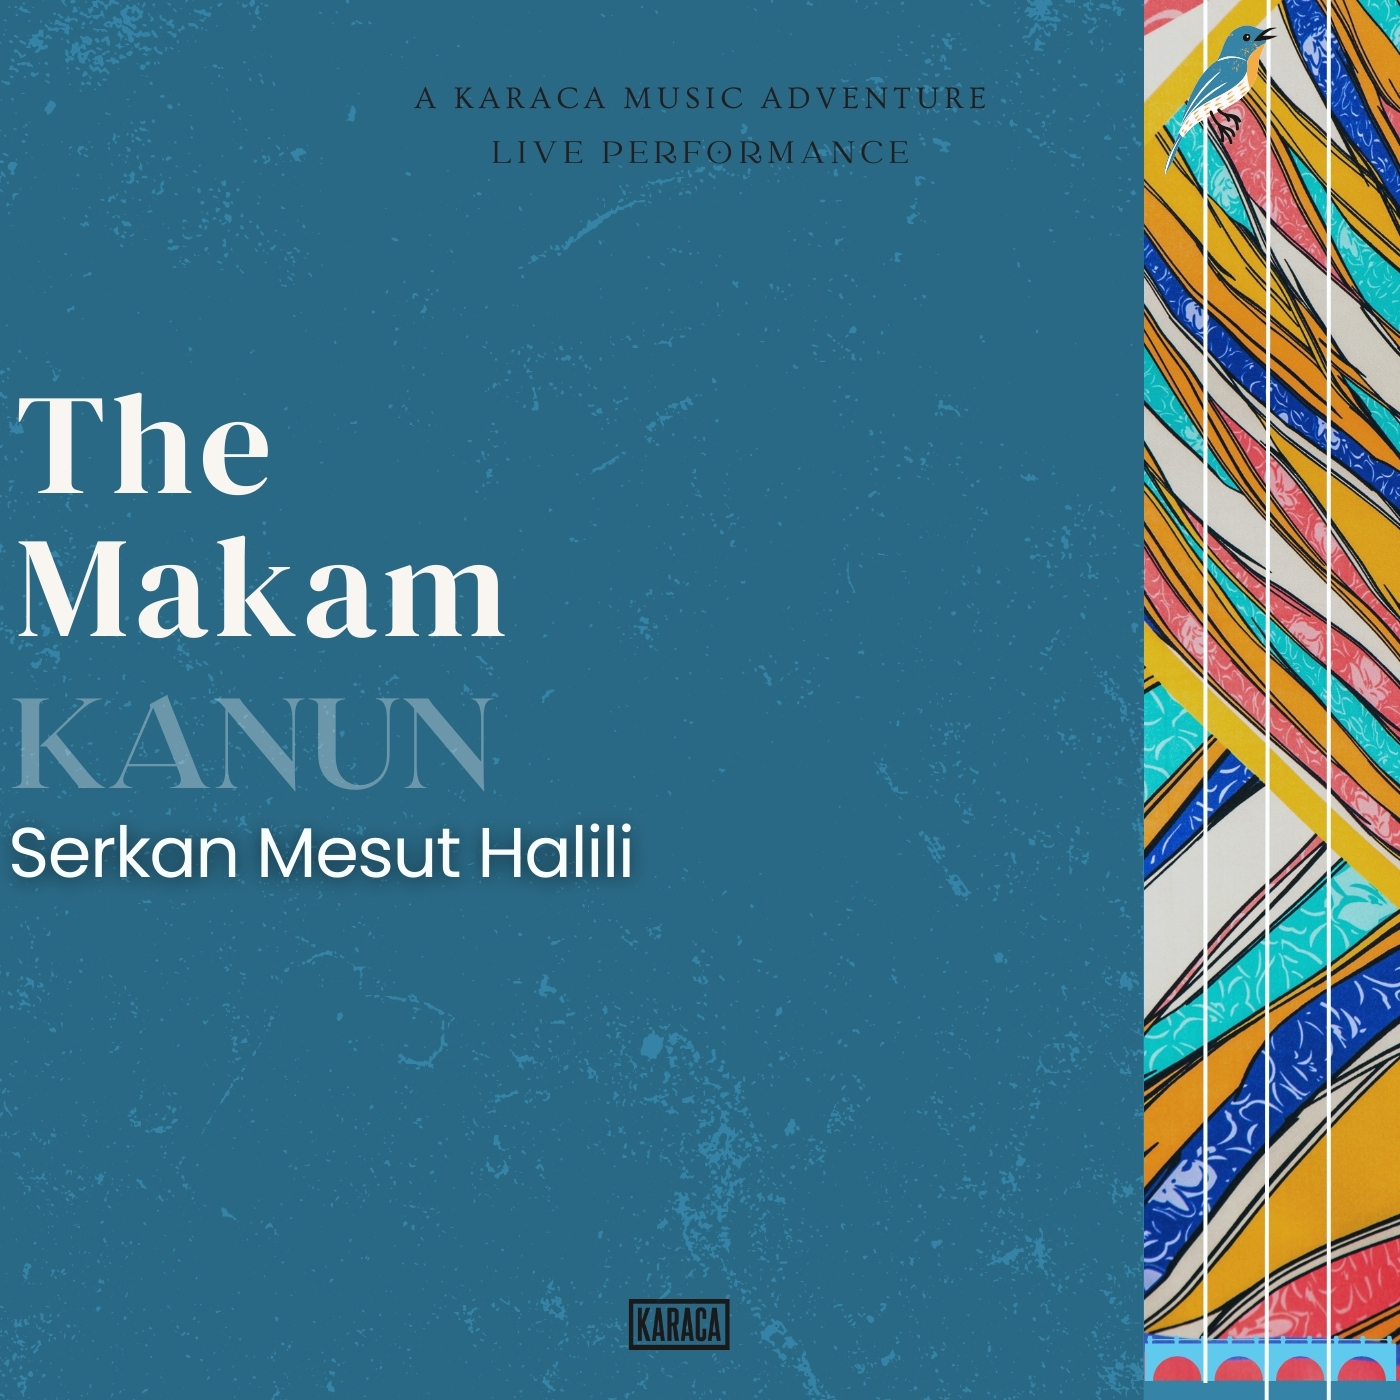 A KARACA MUSIC ADVENTURE
LIVE PERFORMANCE
The
Makam
KANUN
Serkan Mesut Halili
KARACA